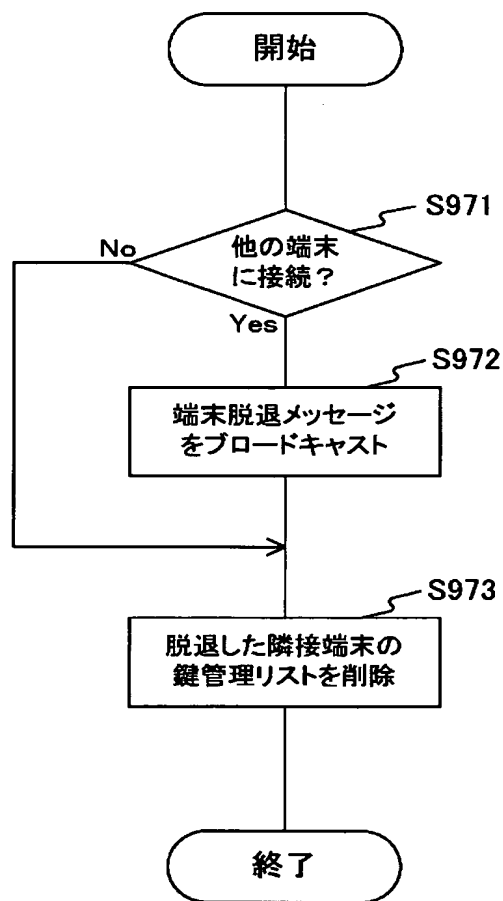 開始
S971
他の端末
に接続？
No
Yes
S972
端末脱退メッセージ
をブロードキャスト
S973
脱退した隣接端末の
鍵管理リストを削除
終了